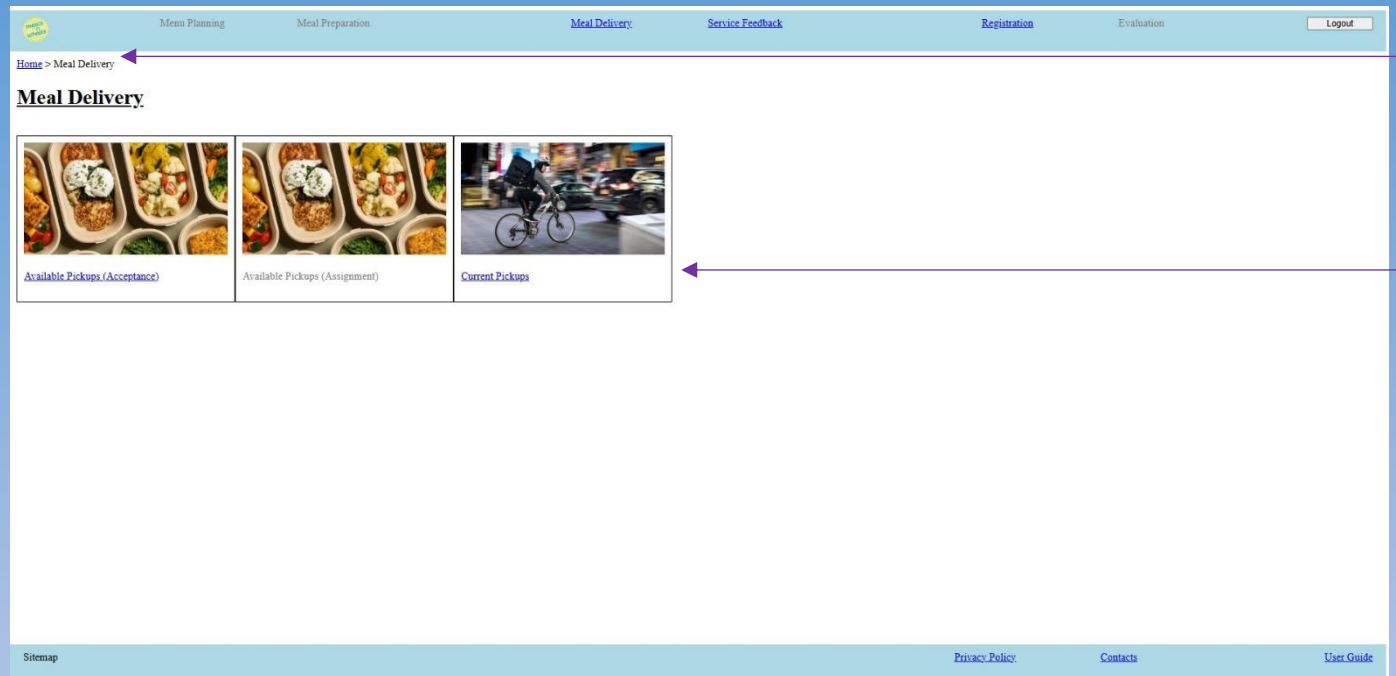 Menu Planning Meal Preparation Meal Delivery Service Feedback Registration Evaluation Logout
Home > Meal Delivery
Meal Delivery
Available Pickups (Acceptance) Available Pickups (Assignment) Current Pickups
Sitemap Privacy Policy Contacts User Guide